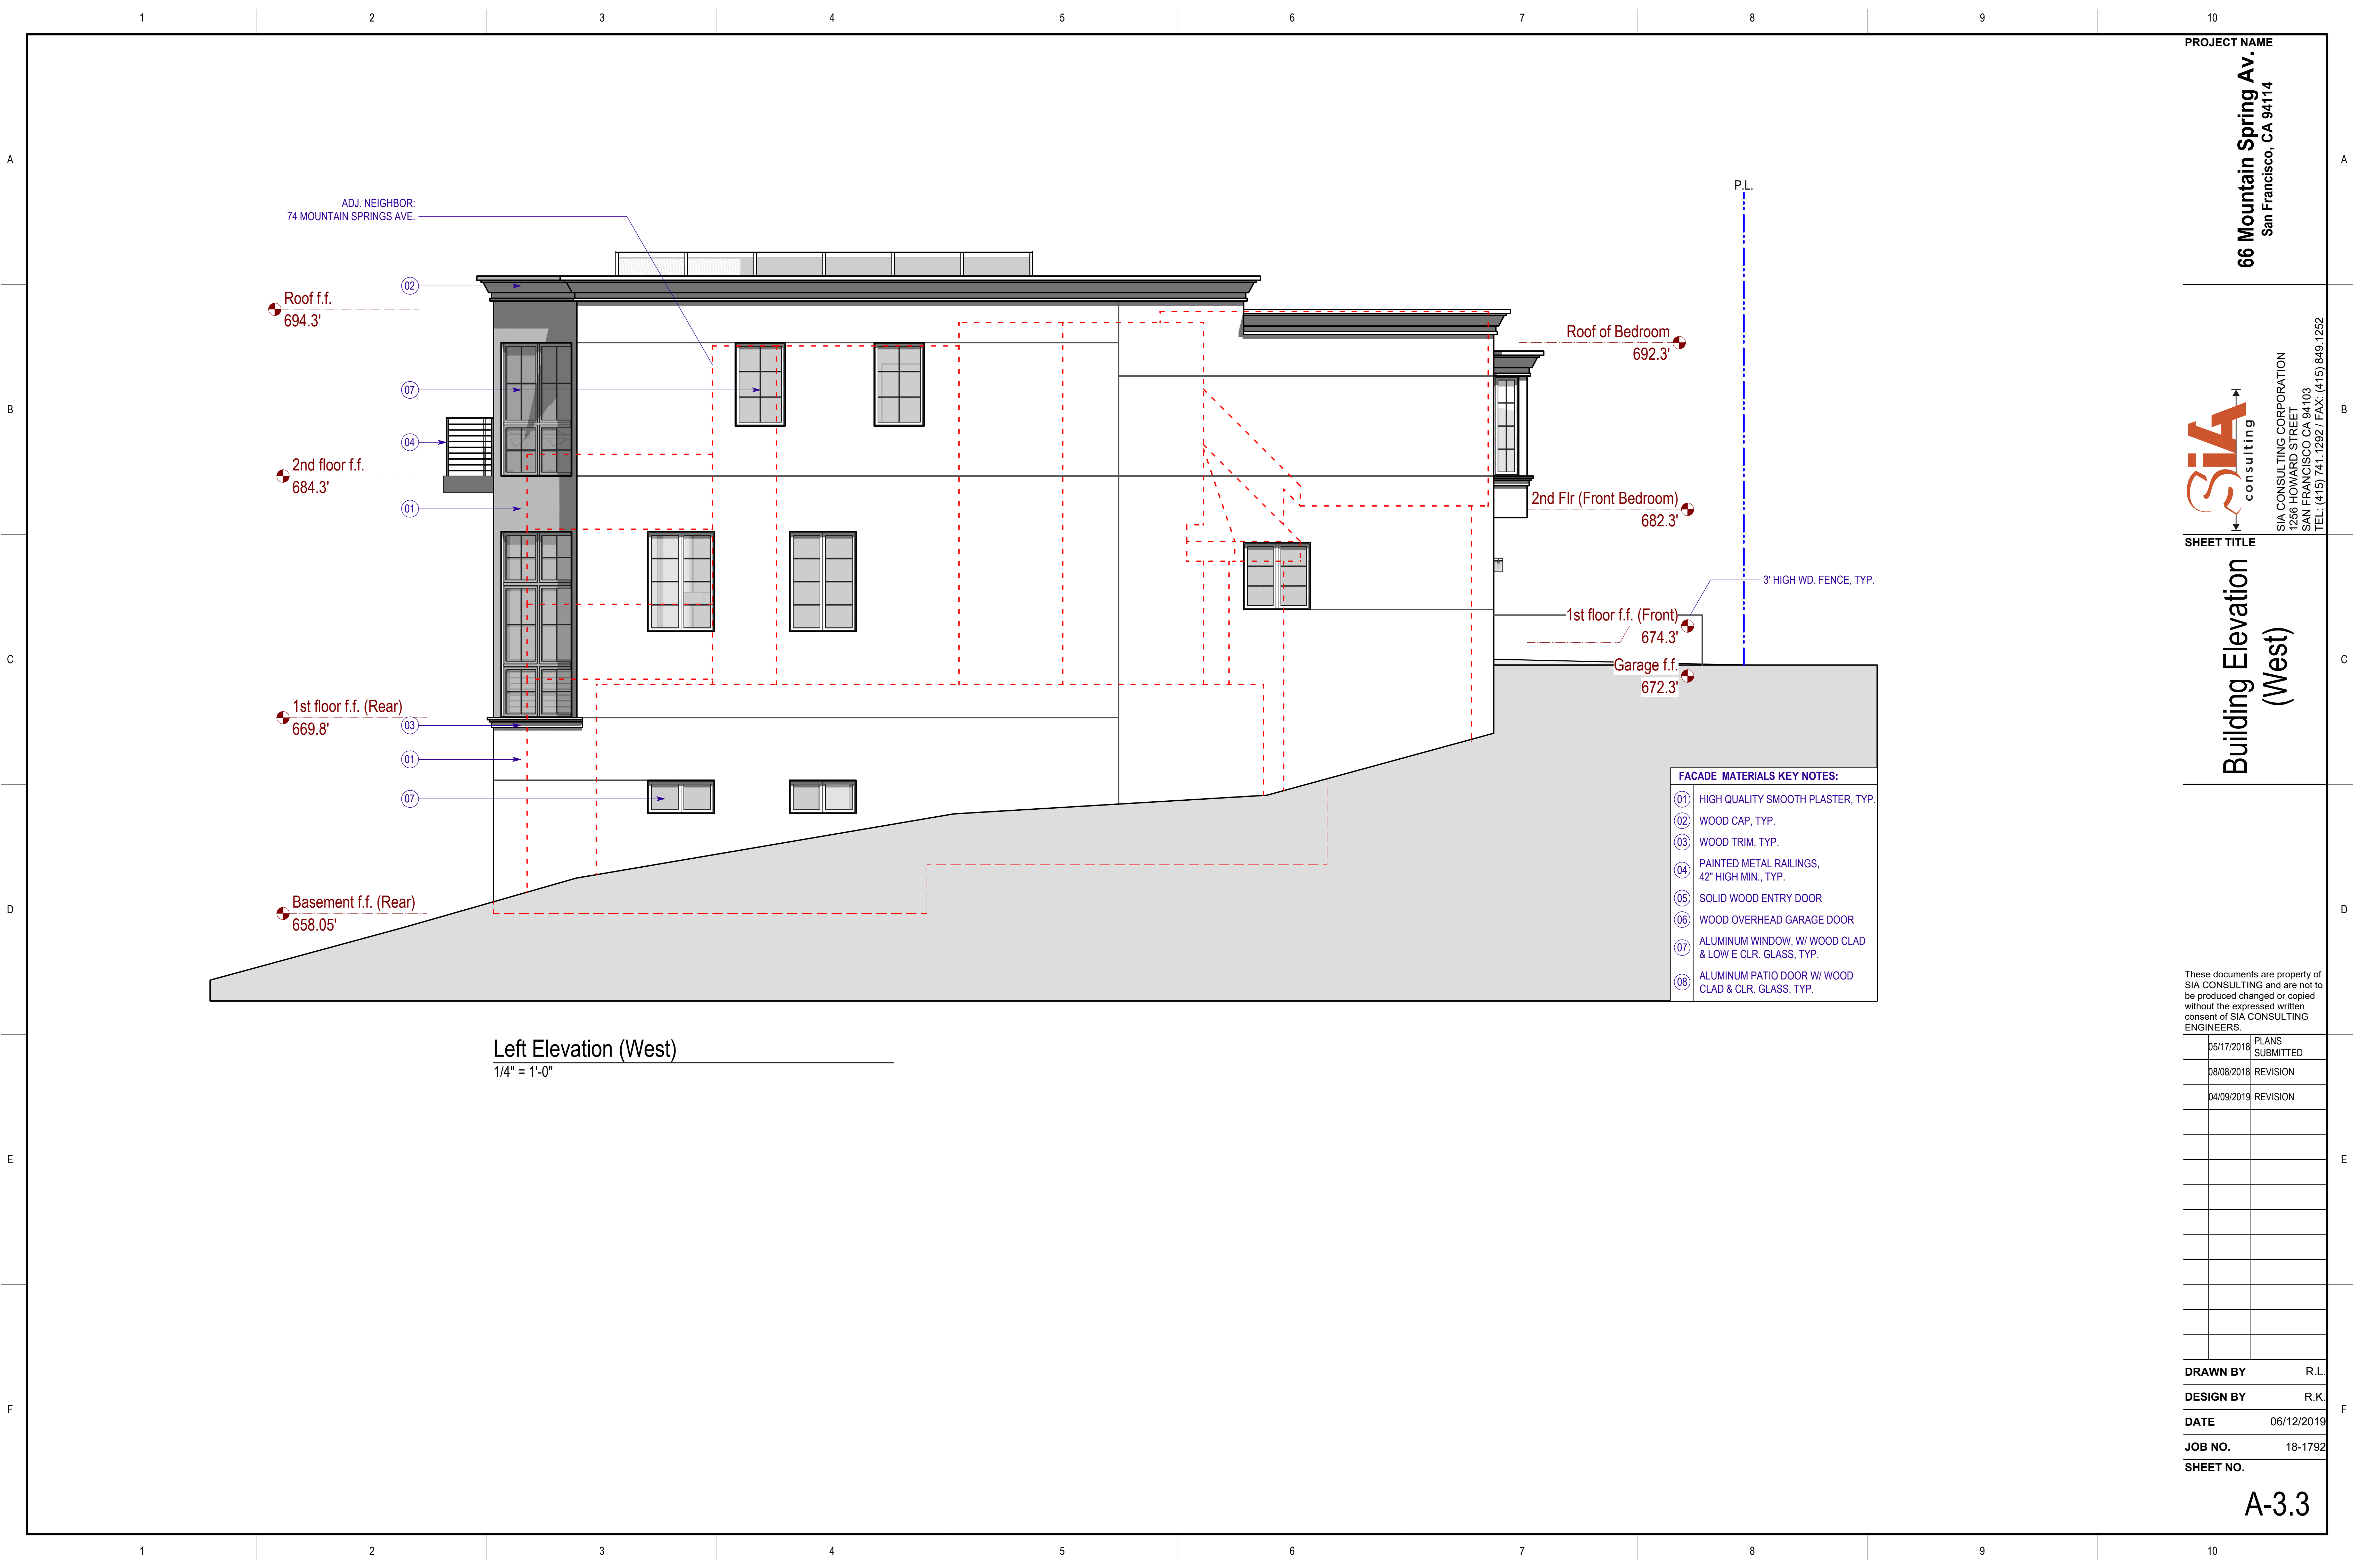 1 2 3 4 5 6 7 8 9 10
A A
B B
C C
D D
E E
F F
ADJ. NEIGHBOR:
74 MOUNTAIN SPRINGS AVE.
P.L.
02
Roof f.f.
694.3'
07
04
2nd floor f.f.
684.3'
01
1st floor f.f. (Rear)
669.8'
03
01
07
Basement f.f. (Rear)
658.05'
Roof of Bedroom
692.3'
2nd Flr (Front Bedroom)
682.3'
3' HIGH WD. FENCE, TYP.
1st floor f.f. (Front)
674.3'
Garage f.f.
672.3'
FACADE MATERIALS KEY NOTES:
01 HIGH QUALITY SMOOTH PLASTER, TYP.
02 WOOD CAP, TYP.
03 WOOD TRIM, TYP.
04 PAINTED METAL RAILINGS,
42" HIGH MIN., TYP.
05 SOLID WOOD ENTRY DOOR
06 WOOD OVERHEAD GARAGE DOOR
07 ALUMINUM WINDOW, W/ WOOD CLAD
& LOW E CLR. GLASS, TYP.
08 ALUMINUM PATIO DOOR W/ WOOD
CLAD & CLR. GLASS, TYP.
Left Elevation (West)
1/4" = 1'-0"
PROJECT NAME
66 Mountain Spring Av.
San Francisco, CA 94114
SiA
consulting
SIA CONSULTING CORPORATION
1256 HOWARD STREET
SAN FRANCISCO CA 94103
TEL: (415) 741.1292 / FAX: (415) 849.1252
SHEET TITLE
Building Elevation
(West)
These documents are property of
SIA CONSULTING and are not to
be produced changed or copied
without the expressed written
consent of SIA CONSULTING
ENGINEERS.
05/17/2018 PLANS
SUBMITTED
08/08/2018 REVISION
04/09/2019 REVISION
DRAWN BY R.L.
DESIGN BY R.K.
DATE 06/12/2019
JOB NO. 18-1792
SHEET NO.
A-3.3
1 2 3 4 5 6 7 8 9 10